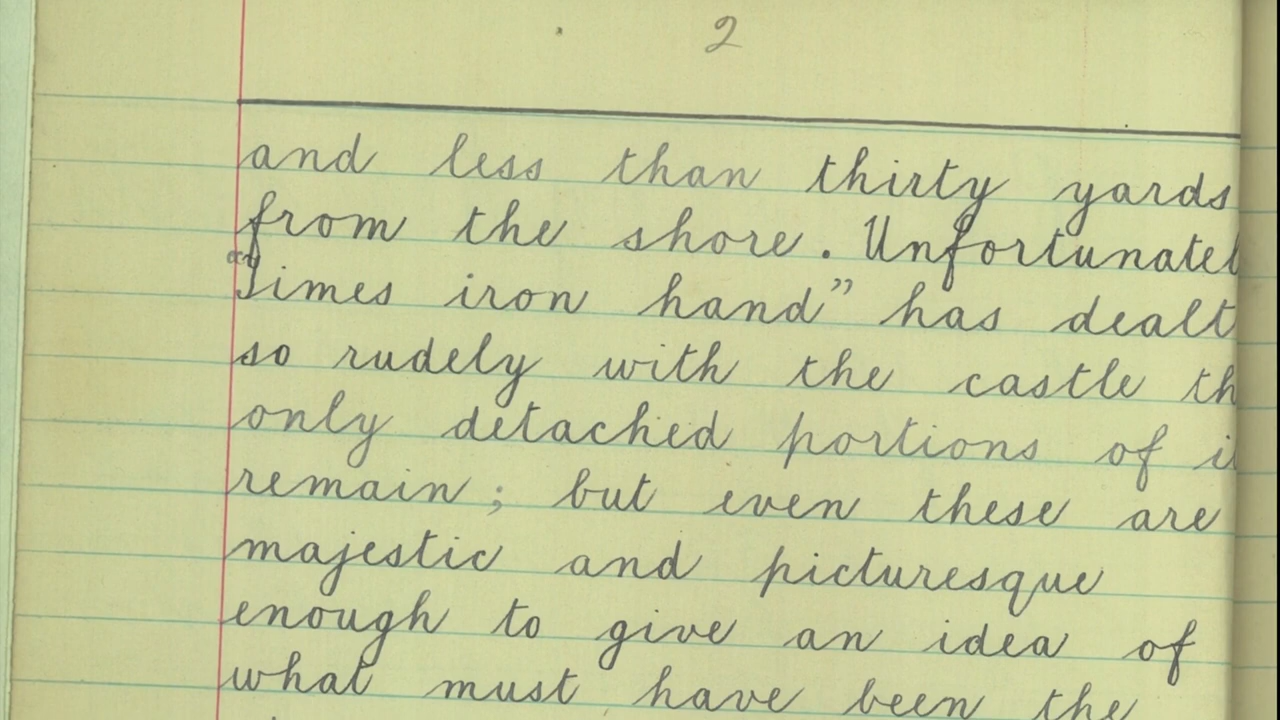 2
and less than thirty yards
from the shore. Unfortunatel
"Times iron hand" has dealt
so rudely with the castle th
only detached portions of i
remain; but even these are
majestic and picturesque
enough to give an idea of
what must have been the